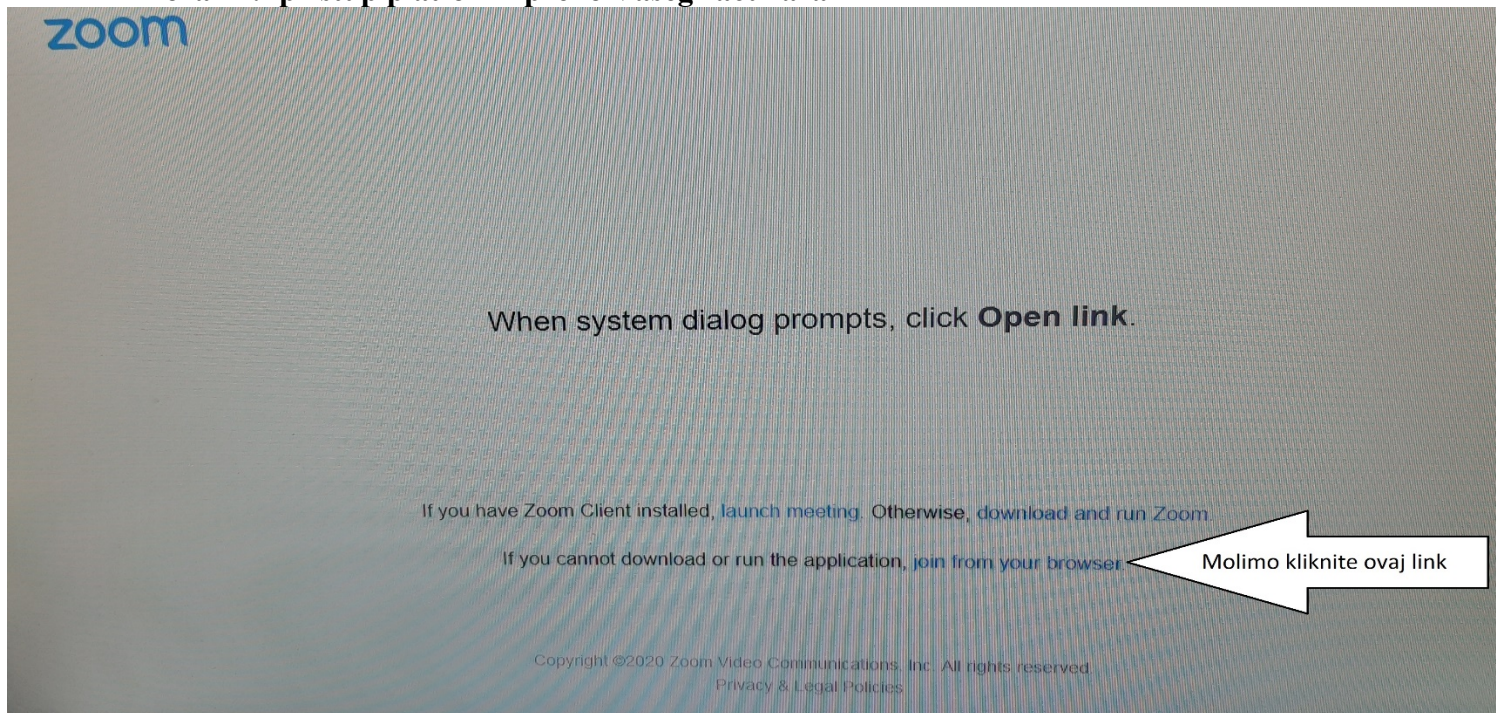 zoom
When system dialog prompts, click Open link.
If you have Zoom Client installed, launch meeting. Otherwise, download and run Zoom.
If you cannot download or run the application, join from your browser.
Molimo kliknite ovaj link
Copyright ©2020 Zoom Video Communications, Inc. All rights reserved.
Privacy & Legal Policies